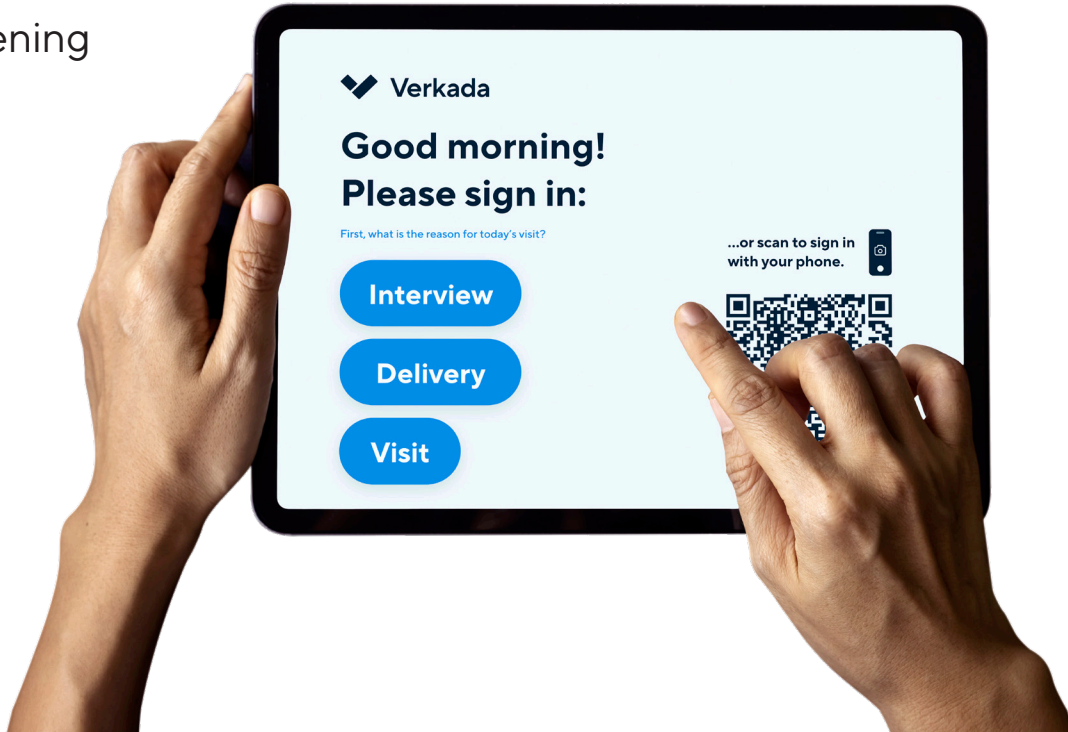 ening
Verkada
Good morning!
Please sign in:
First, what is the reason for today's visit?
...or scan to sign in
with your phone.
Interview
Delivery
Visit